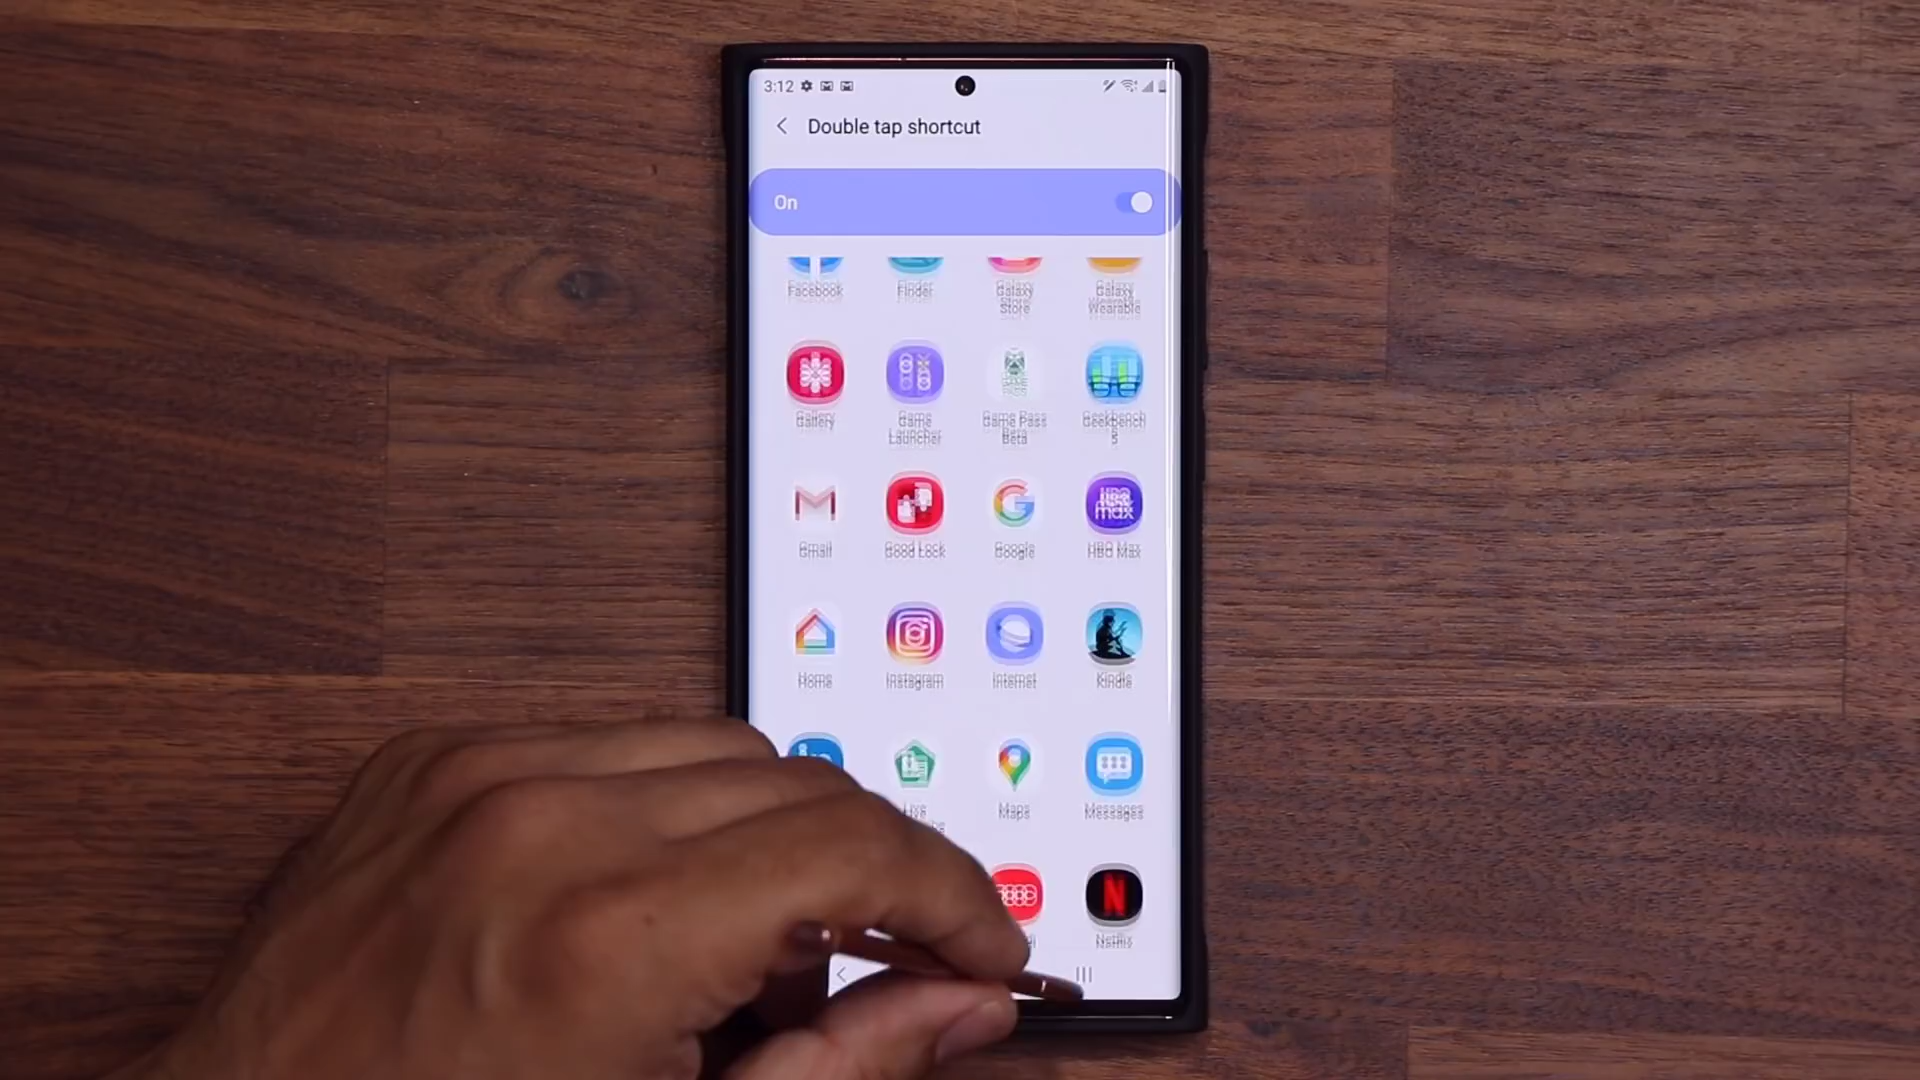 3:12
Double tap shortcut
On
Facebook Finder Galaxy Galaxy
Store Wearable
Gallery Game Game Pass Geekbench
Launcher Beta 5
Gmail Good Lock Google HBO Max
Home Instagram Internet Kindle
Live Maps Messages
Netflix